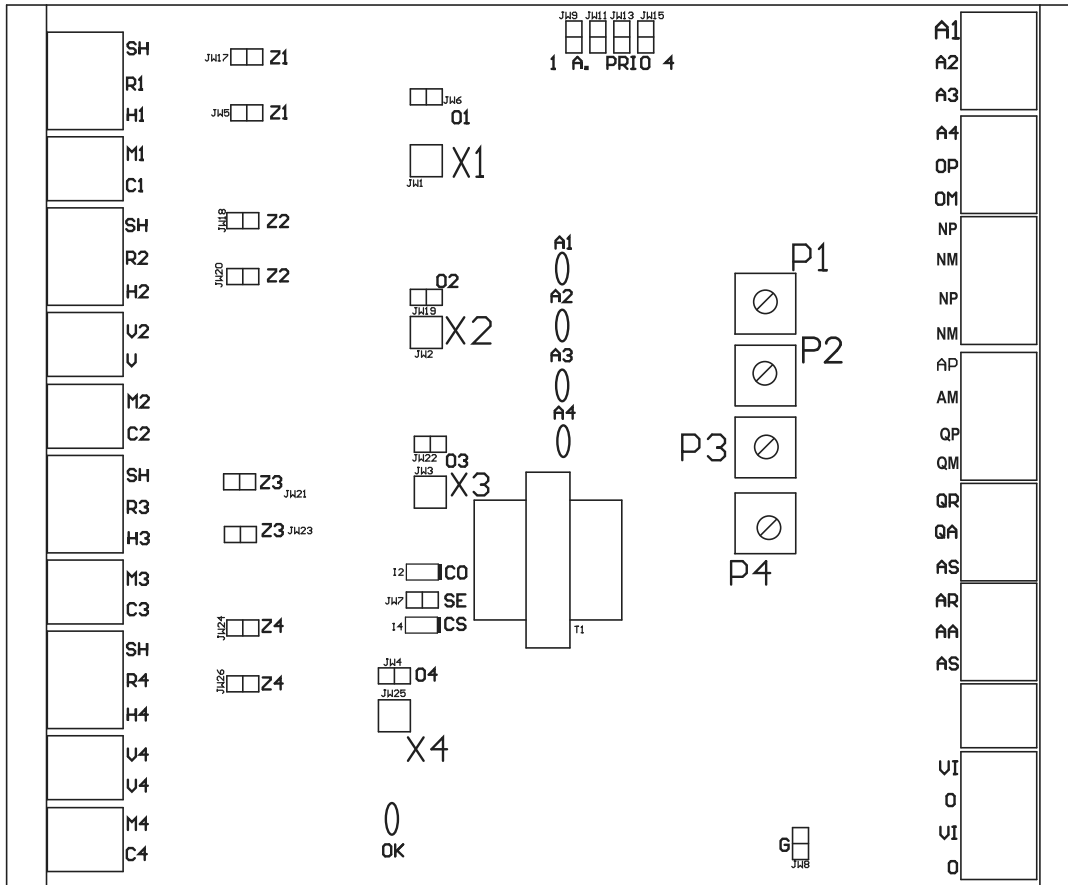 JW9 JW11 JW13 JW15
1 A. PRIO 4
SH
R1
H1
M1
C1
SH
R2
H2
V2
V
M2
C2
SH
R3
H3
M3
C3
SH
R4
H4
V4
V4
M4
C4
JW17 Z1
JW5 Z1
JW18 Z2
JW20 Z2
Z3 JW21
Z3 JW23
JW24 Z4
JW26 Z4
JW6
O1
X1
JW1
O2
JW19
X2
JW2
JW22 O3
JW3
X3
I2 CO
JW7 SE
I4 CS
T1
JW4
O4
JW25
X4
OK
A1
A2
A3
A4
P1
P2
P3
P4
G
JW8
A1
A2
A3
A4
OP
OM
NP
NM
NP
NM
AP
AM
QP
QM
QR
QA
AS
AR
AA
AS
VI
O
VI
O